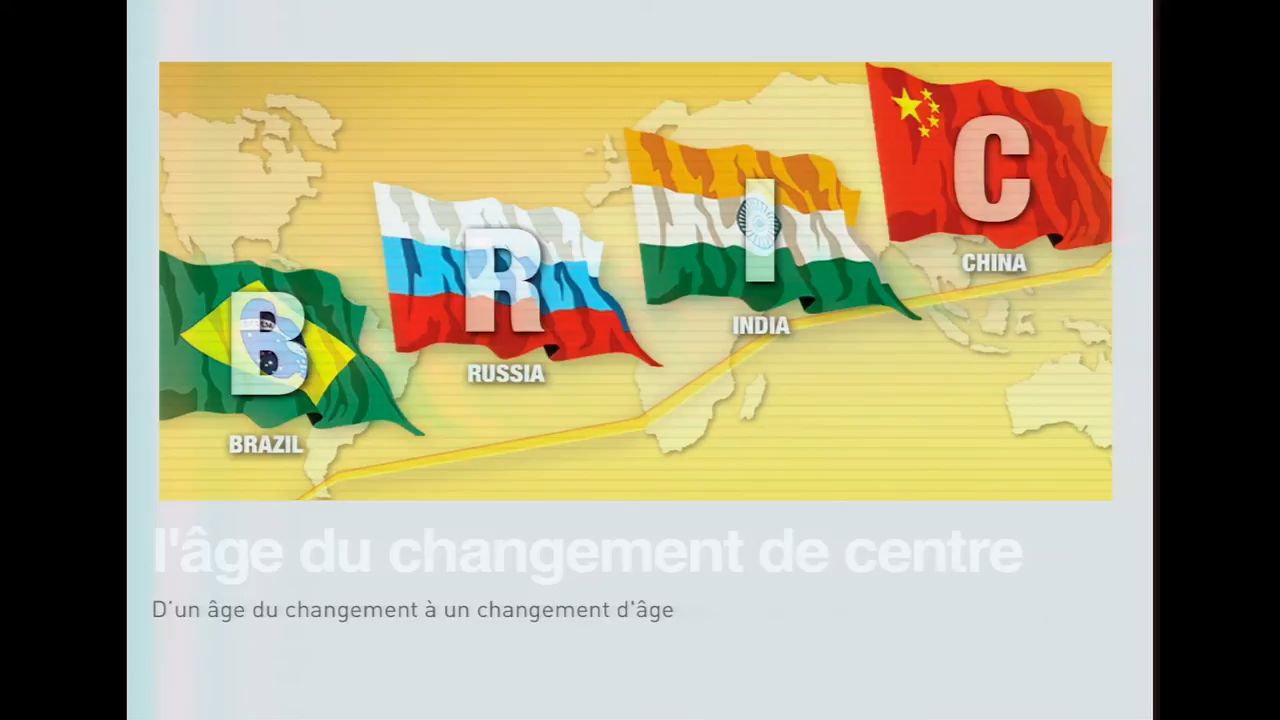 B
BRAZIL
R
RUSSIA
I
INDIA
C
CHINA
l'âge du changement de centre
D'un âge du changement à un changement d'âge